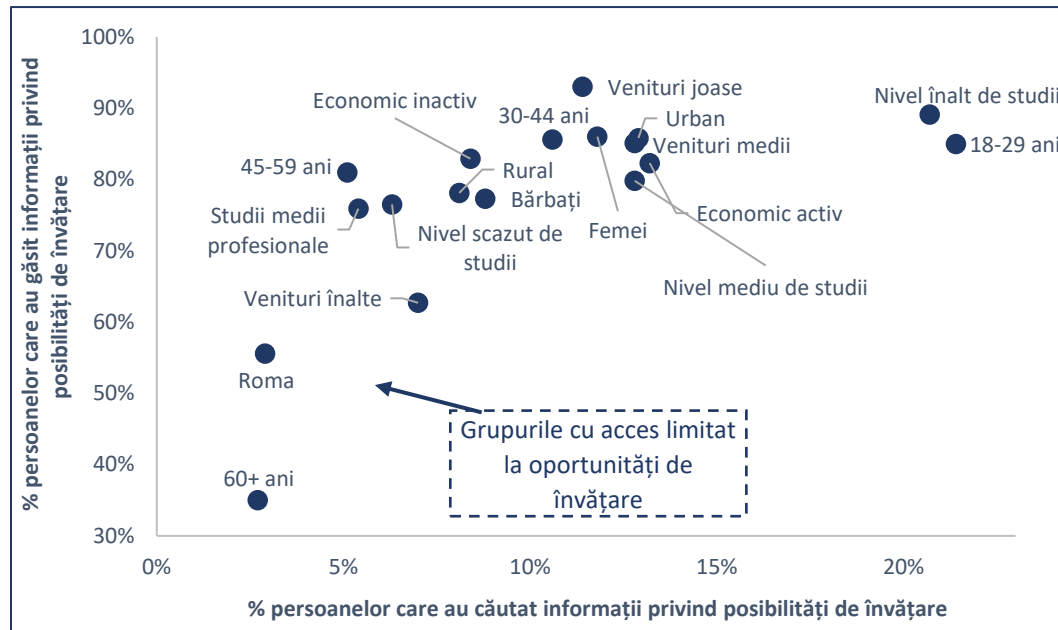 % persoanelor care au găsit informații privind
posibilități de învățare
100%
90%
80%
70%
60%
50%
40%
30%
Venituri joase
Nivel înalt de studii
Economic inactiv
30-44 ani
Urban
Venituri medii
18-29 ani
45-59 ani
Rural
Bărbați
Economic activ
Studii medii
profesionale
Nivel scazut de
studii
Femei
Nivel mediu de studii
Venituri înalte
Roma
Grupurile cu acces limitat
la oportunități de
învățare
60+ ani
0%
5%
10%
15%
20%
% persoanelor care au căutat informații privind posibilități de învățare